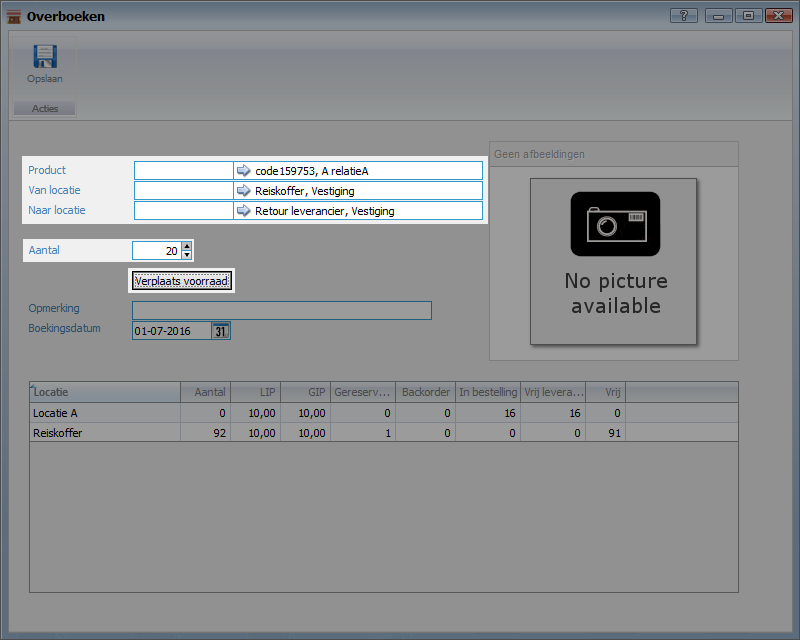 Overboeken
?
Opslaan
Acties
Geen afbeeldingen
Product code159753, A relatieA
Van locatie Reiskoffer, Vestiging
Naar locatie Retour leverancier, Vestiging
Aantal 20
Verplaats voorraad
No picture
available
Opmerking
Boekingsdatum 01-07-2016 31
Locatie Aantal LIP GIP Gereserv... Backorder In bestelling Vrij levera... Vrij
Locatie A 0 10,00 10,00 0 0 16 16 0
Reiskoffer 92 10,00 10,00 1 0 0 0 91